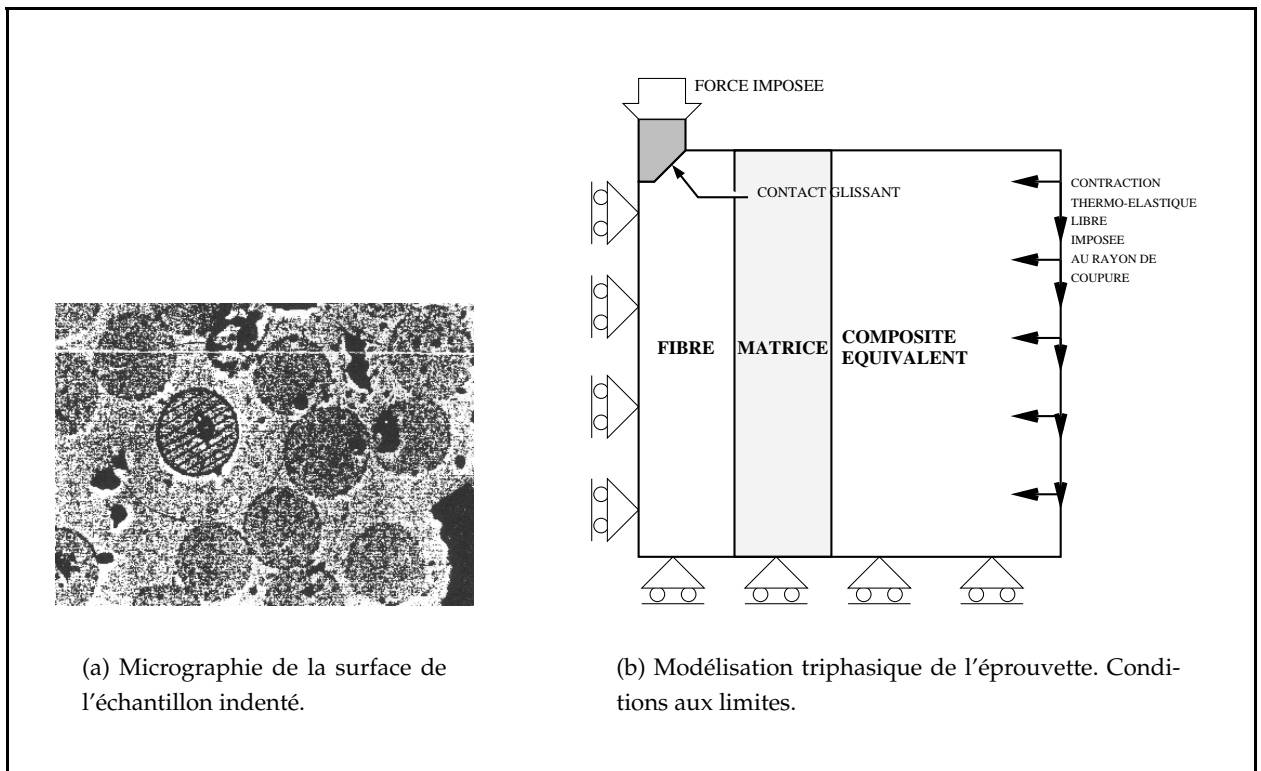 FORCE IMPOSEE
CONTACT GLISSANT
CONTRACTION
THERMO-ELASTIQUE
LIBRE
IMPOSEE
AU RAYON DE
COUPURE
FIBRE
MATRICE
COMPOSITE
EQUIVALENT
(a) Micrographie de la surface de
l'échantillon indenté.
(b) Modélisation triphasique de l'éprouvette. Condi-
tions aux limites.